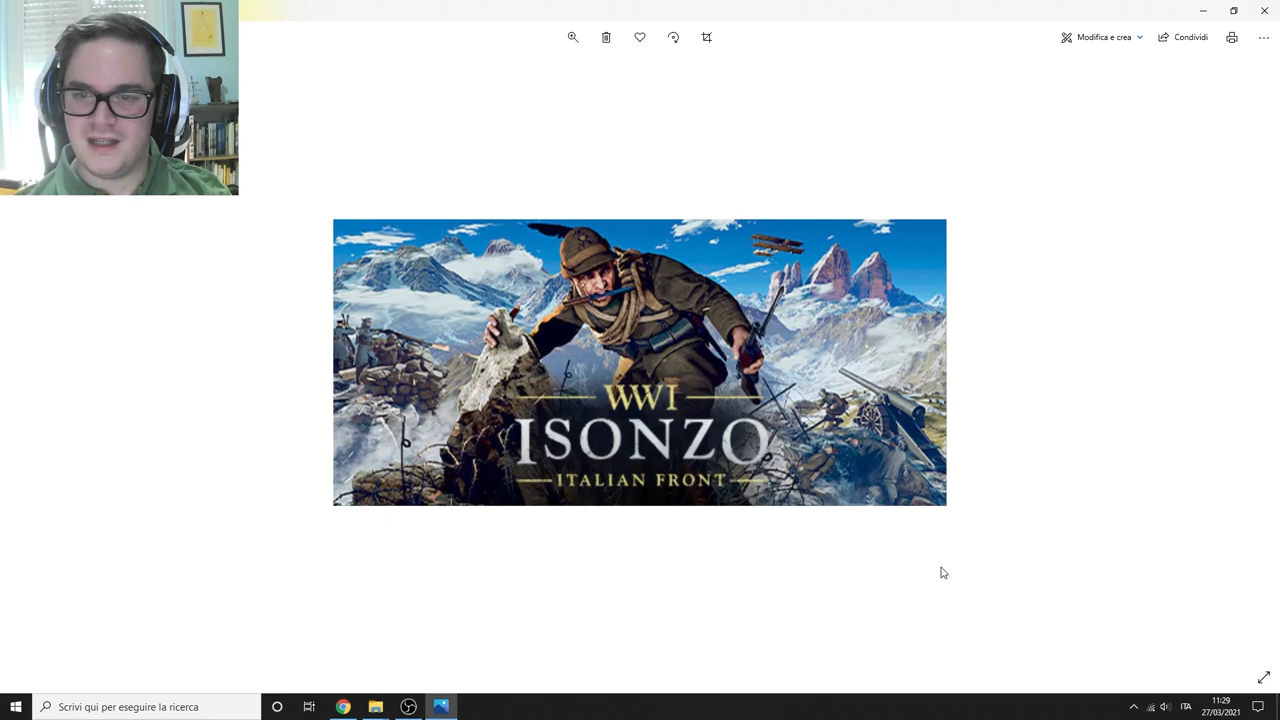 Modifica e crea
Condividi
WWI
ISONZO
ITALIAN FRONT
Scrivi qui per eseguire la ricerca
ITA
11:29
27/03/2021